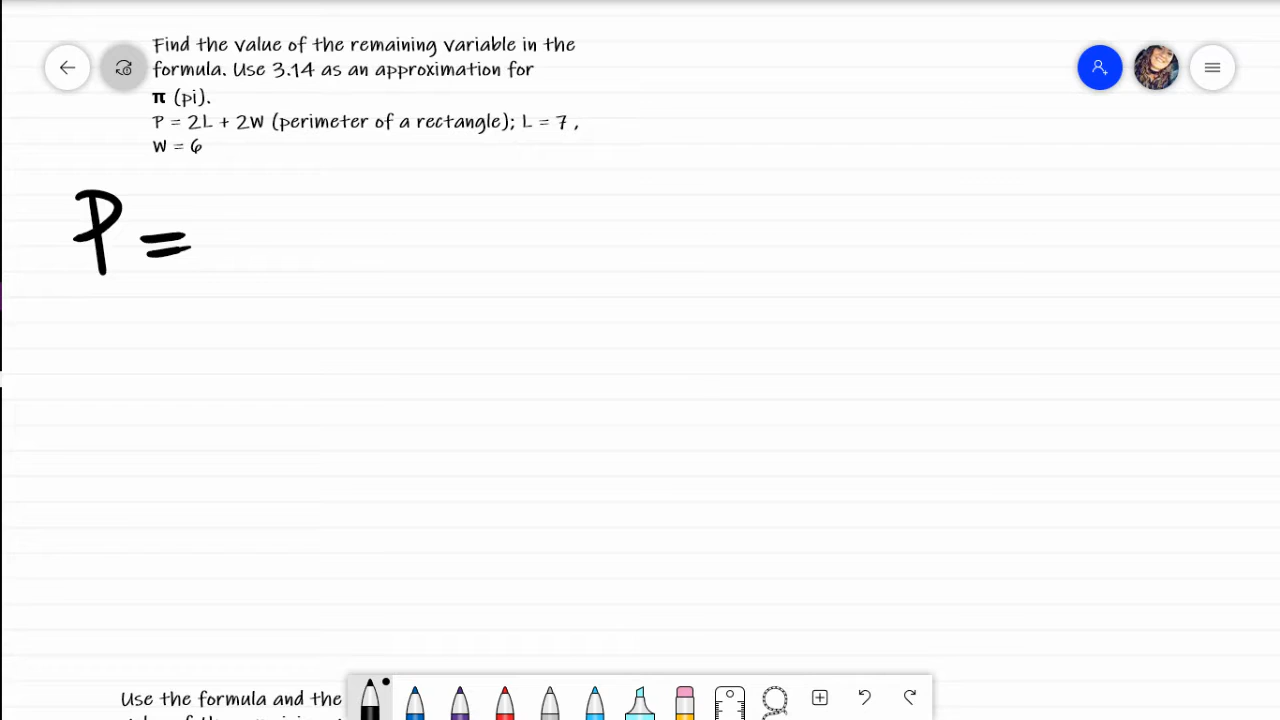 Find the value of the remaining variable in the
formula. Use 3.14 as an approximation for
π (pi).
P = 2L + 2W (perimeter of a rectangle); L = 7 ,
W = 6
P =
Use the formula and the